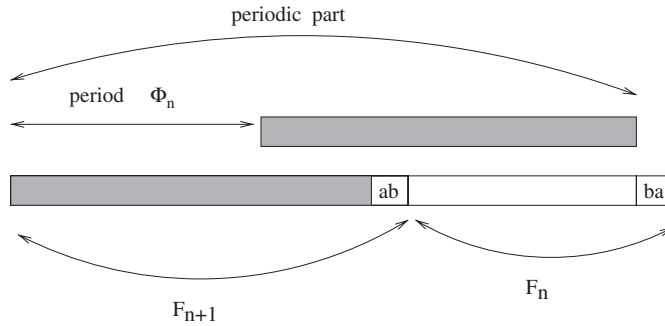 periodic part
period Φn
ab
ba
Fn+1
Fn